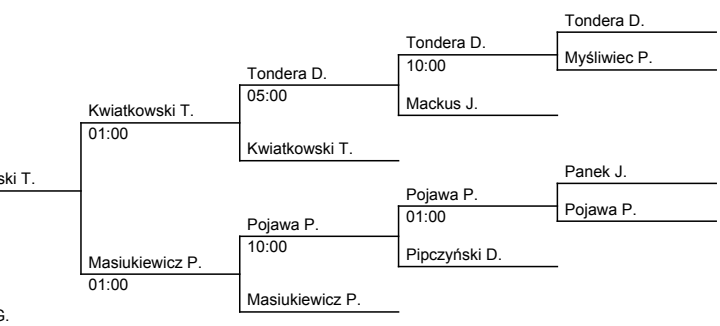 Tondera D.
Tondera D.
Myśliwiec P.
10:00
Tondera D.
05:00
Mackus J.
Kwiatkowski T.
01:00
Kwiatkowski T.
ski T.
Panek J.
Pojawa P.
01:00
Pojawa P.
Pojawa P.
10:00
Pipczyński D.
Masiukiewicz P.
01:00
Masiukiewicz P.
G.